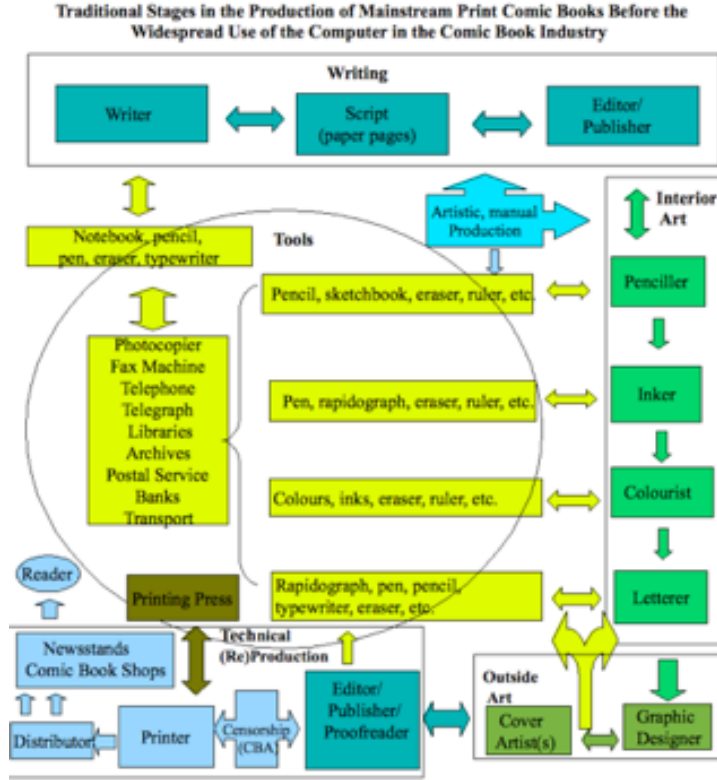 Traditional Stages in the Production of Mainstream Print Comic Books Before the
Widespread Use of the Computer in the Comic Book Industry
Writing
Writer
Script
(paper pages)
Editor/
Publisher
Notebook, pencil,
pen, eraser, typewriter
Tools
Artistic, manual
Production
Interior
Art
Pencil, sketchbook, eraser, ruler, etc.
Penciller
Photocopier
Fax Machine
Telephone
Telegraph
Libraries
Archives
Postal Service
Banks
Transport
Pen, rapidograph, eraser, ruler, etc.
Inker
Colours, inks, eraser, ruler, etc.
Colourist
Reader
Printing Press
Rapidograph, pen, pencil,
typewriter, eraser, etc.
Letterer
Newsstands
Comic Book Shops
Technical
(Re)Production
Editor/
Publisher/
Proofreader
Outside
Art
Distributor
Printer
Censorship
(CBA)
Cover
Artist(s)
Graphic
Designer